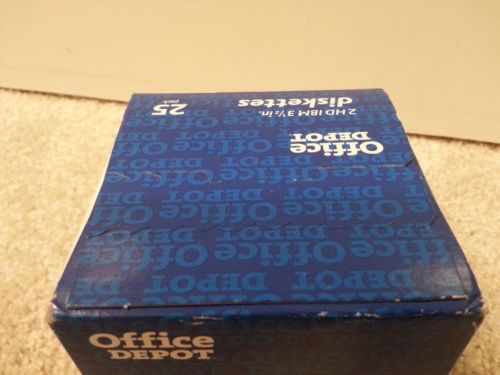 Office
DEPOT
2 HD IBM 3½ in.
diskettes
25
pack
Office
DEPOT